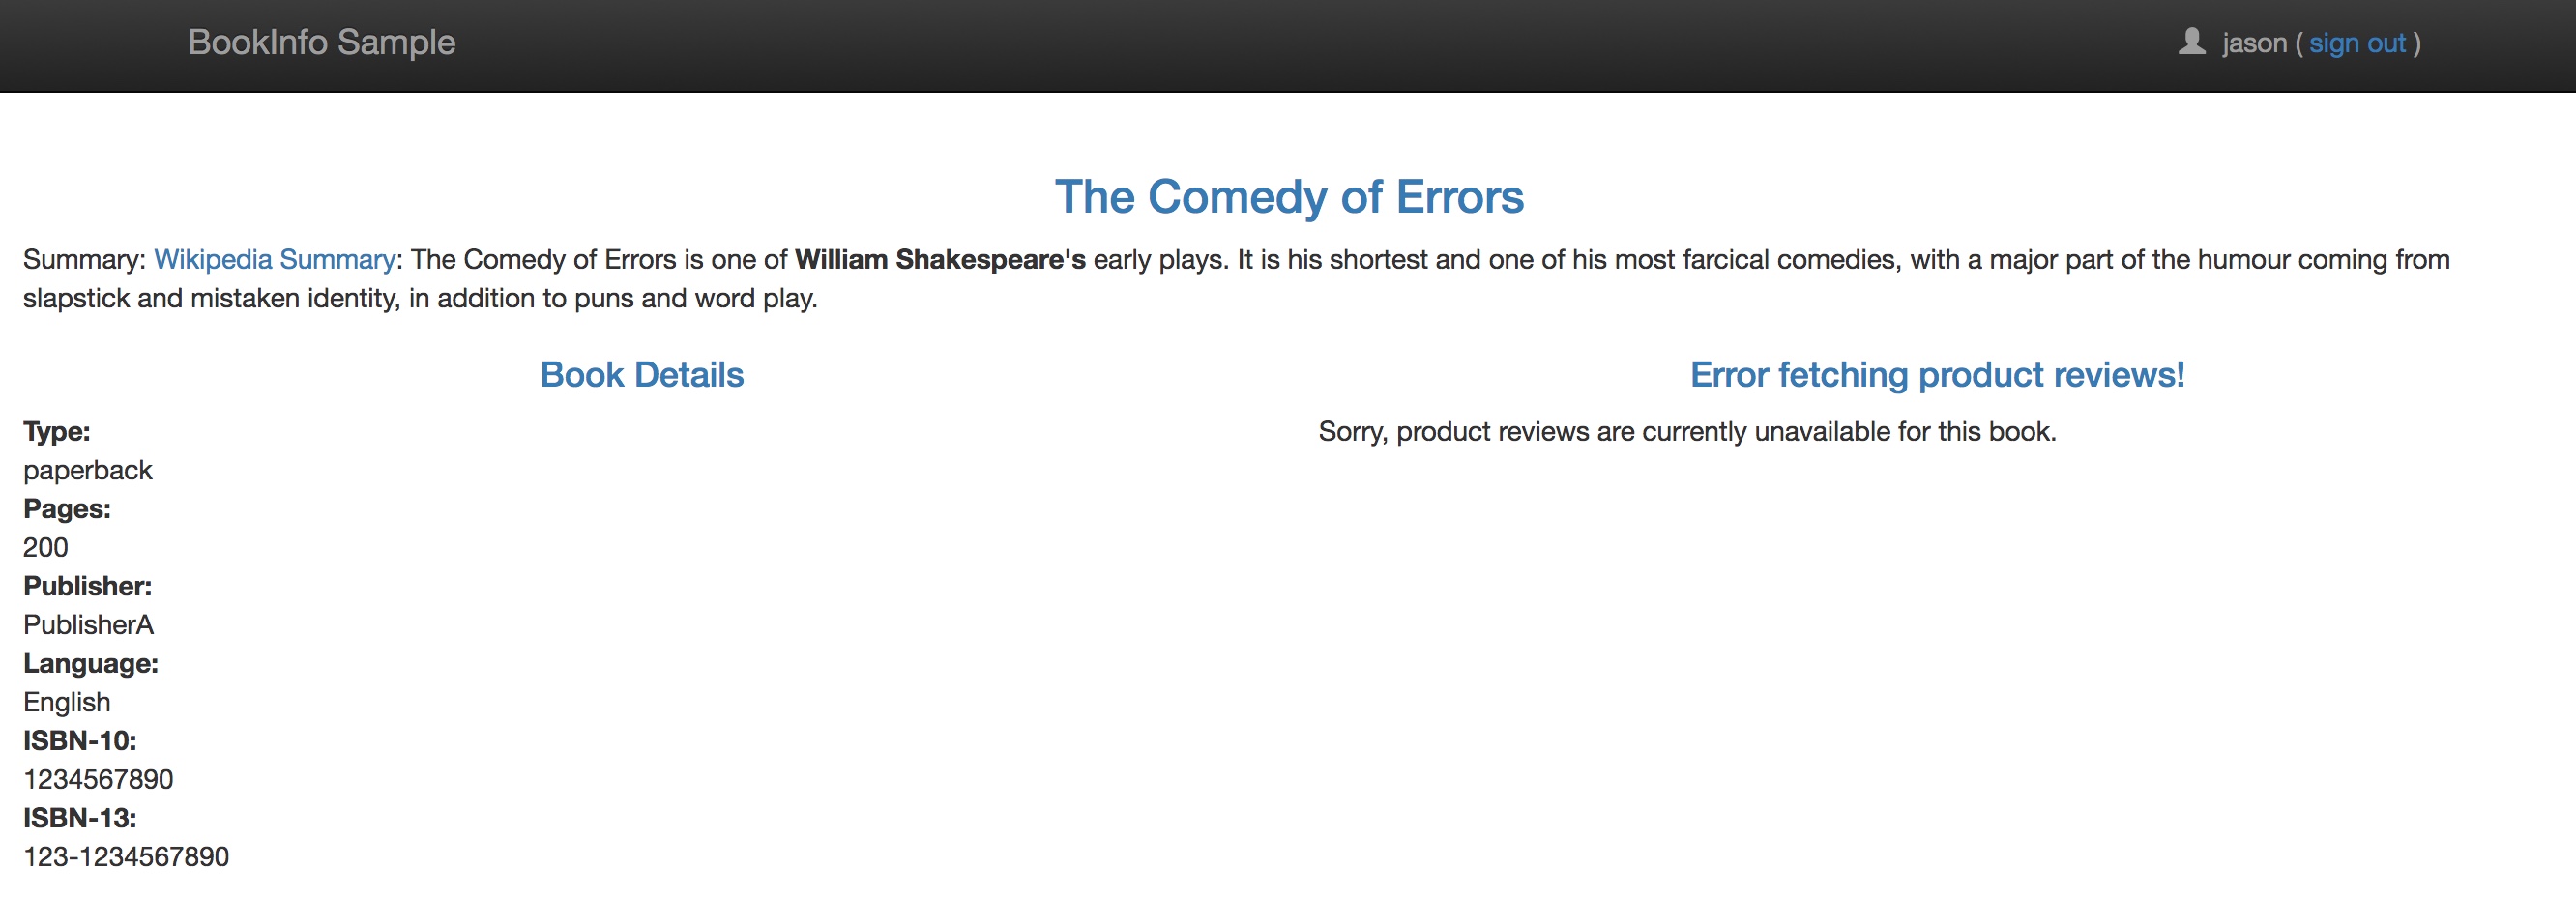 BookInfo Sample
jason ( sign out )
The Comedy of Errors
Summary: Wikipedia Summary: The Comedy of Errors is one of William Shakespeare's early plays. It is his shortest and one of his most farcical comedies, with a major part of the humour coming from
slapstick and mistaken identity, in addition to puns and word play.
Book Details
Type:
paperback
Pages:
200
Publisher:
PublisherA
Language:
English
ISBN-10:
1234567890
ISBN-13:
123-1234567890
Error fetching product reviews!
Sorry, product reviews are currently unavailable for this book.